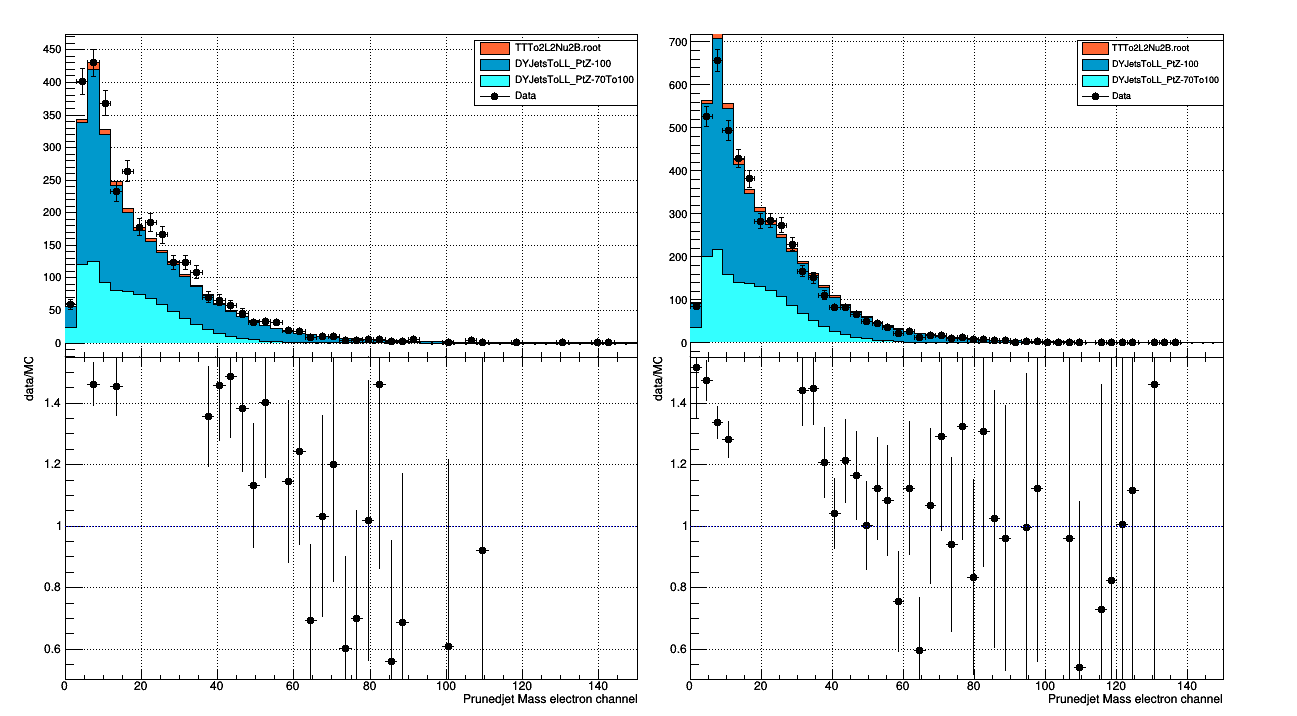 450
400
350
300
250
200
150
100
50
0
TTTo2L2Nu2B.root
DYJetsToLL_PtZ-100
DYJetsToLL_PtZ-70To100
Data
data/MC
1.4
1.2
1
0.8
0.6
0 20 40 60 80 100 120 140
Prunedjet Mass electron channel
700
600
500
400
300
200
100
0
TTTo2L2Nu2B.root
DYJetsToLL_PtZ-100
DYJetsToLL_PtZ-70To100
Data
data/MC
1.4
1.2
1
0.8
0.6
0 20 40 60 80 100 120 140
Prunedjet Mass electron channel